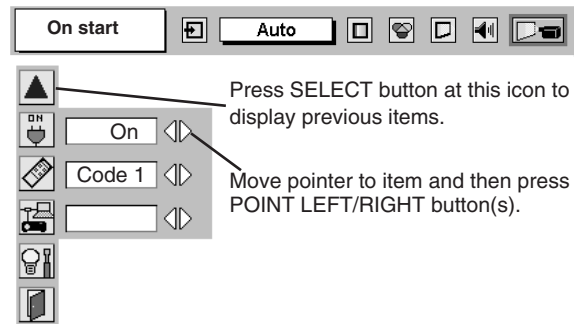 On start
Auto
Press SELECT button at this icon to
display previous items.
ON
On
Code 1
Move pointer to item and then press
POINT LEFT/RIGHT button(s).